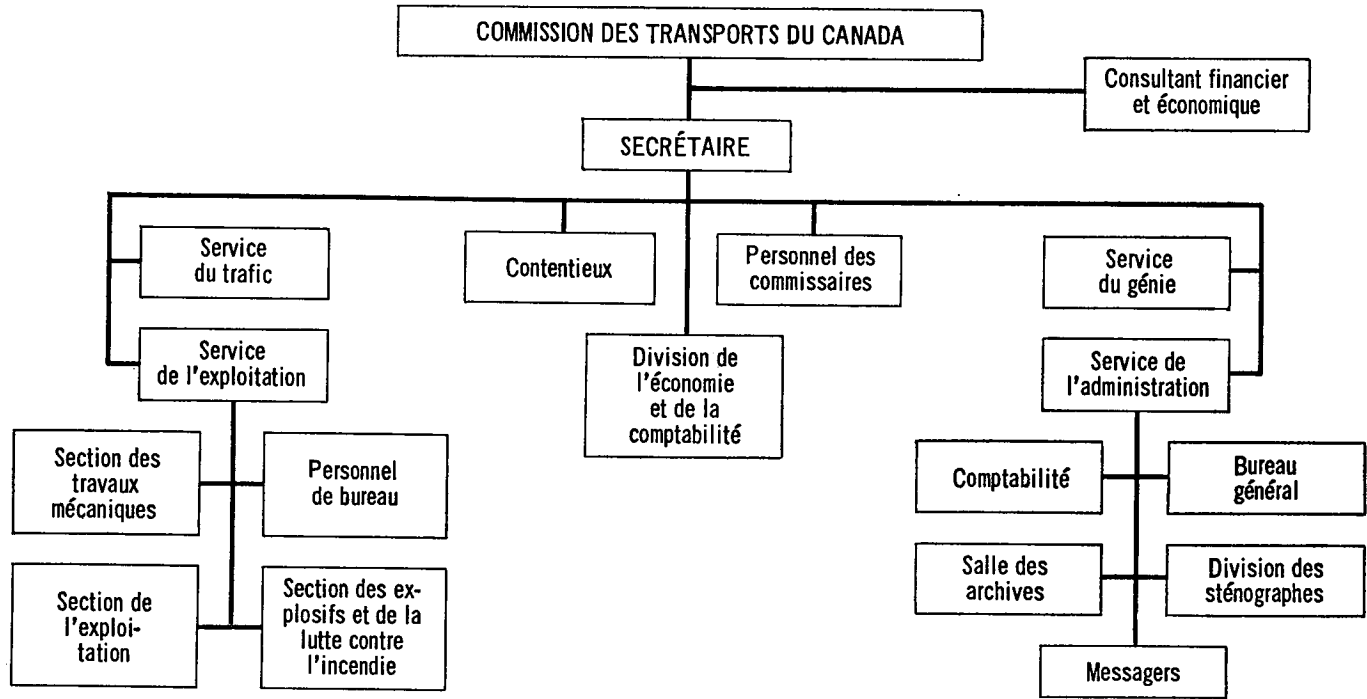 COMMISSION DES TRANSPORTS DU CANADA
Consultant financier
et économique
SECRÉTAIRE
Service
du trafic
Contentieux
Personnel des
commissaires
Service
du génie
Service
de l'exploitation
Division de
l'économie
et de la
comptabilité
Service de
l'administration
Section des
travaux
mécaniques
Personnel
de bureau
Comptabilité
Bureau
général
Section de
l'exploi-
tation
Section des ex-
plosifs et de la
lutte contre
l'incendie
Salle des
archives
Division des
sténographes
Messagers